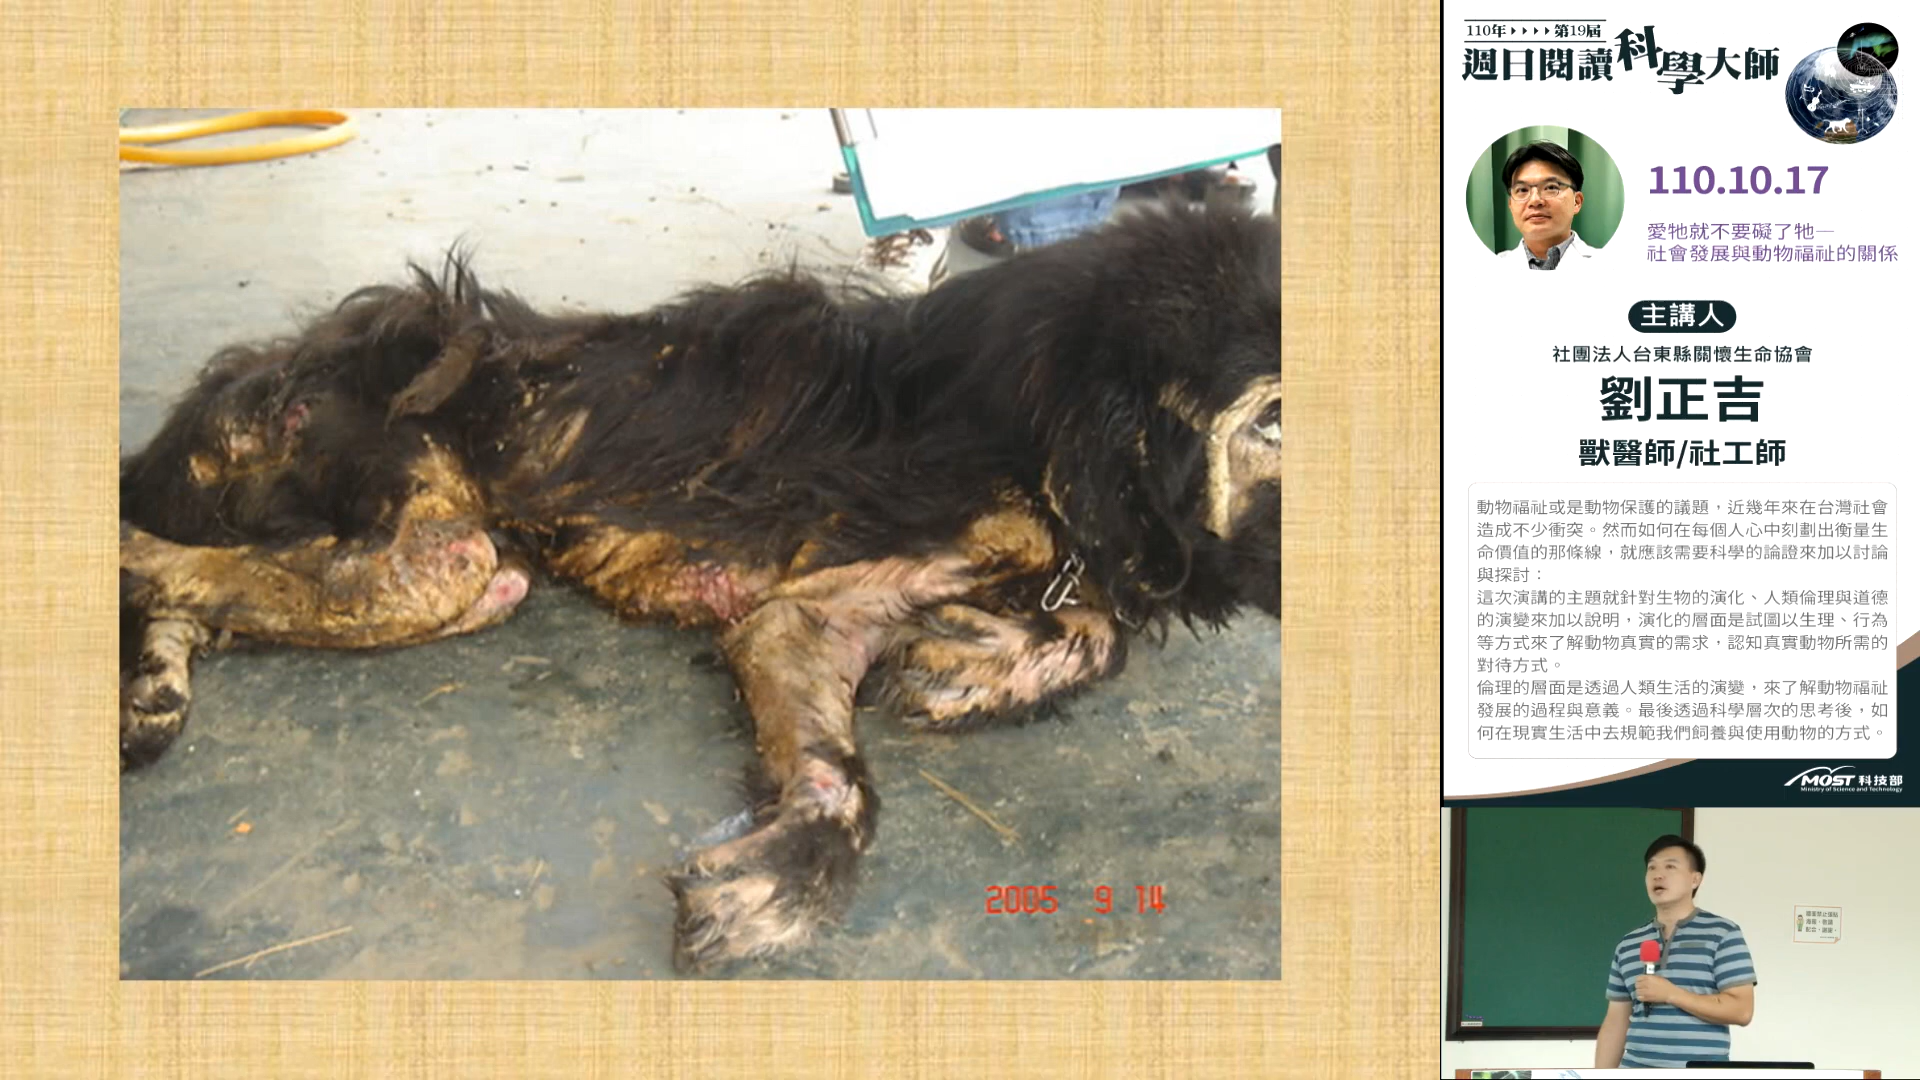 2005 9 14
110年 第19屆
週日閱讀科學大師
110.10.17
愛牠就不要礙了牠—
社會發展與動物福祉的關係
主講人
社團法人台東縣關懷生命協會
劉正吉
獸醫師/社工師
動物福祉或是動物保護的議題，近幾年來在台灣社會
造成不少衝突。然而如何在每個人心中刻劃出衡量生
命價值的那條線，就應該需要科學的論證來加以討論
與探討：
這次演講的主題就針對生物的演化、人類倫理與道德
的演變來加以說明，演化的層面是試圖以生理、行為
等方式來了解動物真實的需求，認知真實動物所需的
對待方式。
倫理的層面是透過人類生活的演變，來了解動物福祉
發展的過程與意義。最後透過科學層次的思考後，如
何在現實生活中去規範我們飼養與使用動物的方式。
MOST 科技部
Ministry of Science and Technology